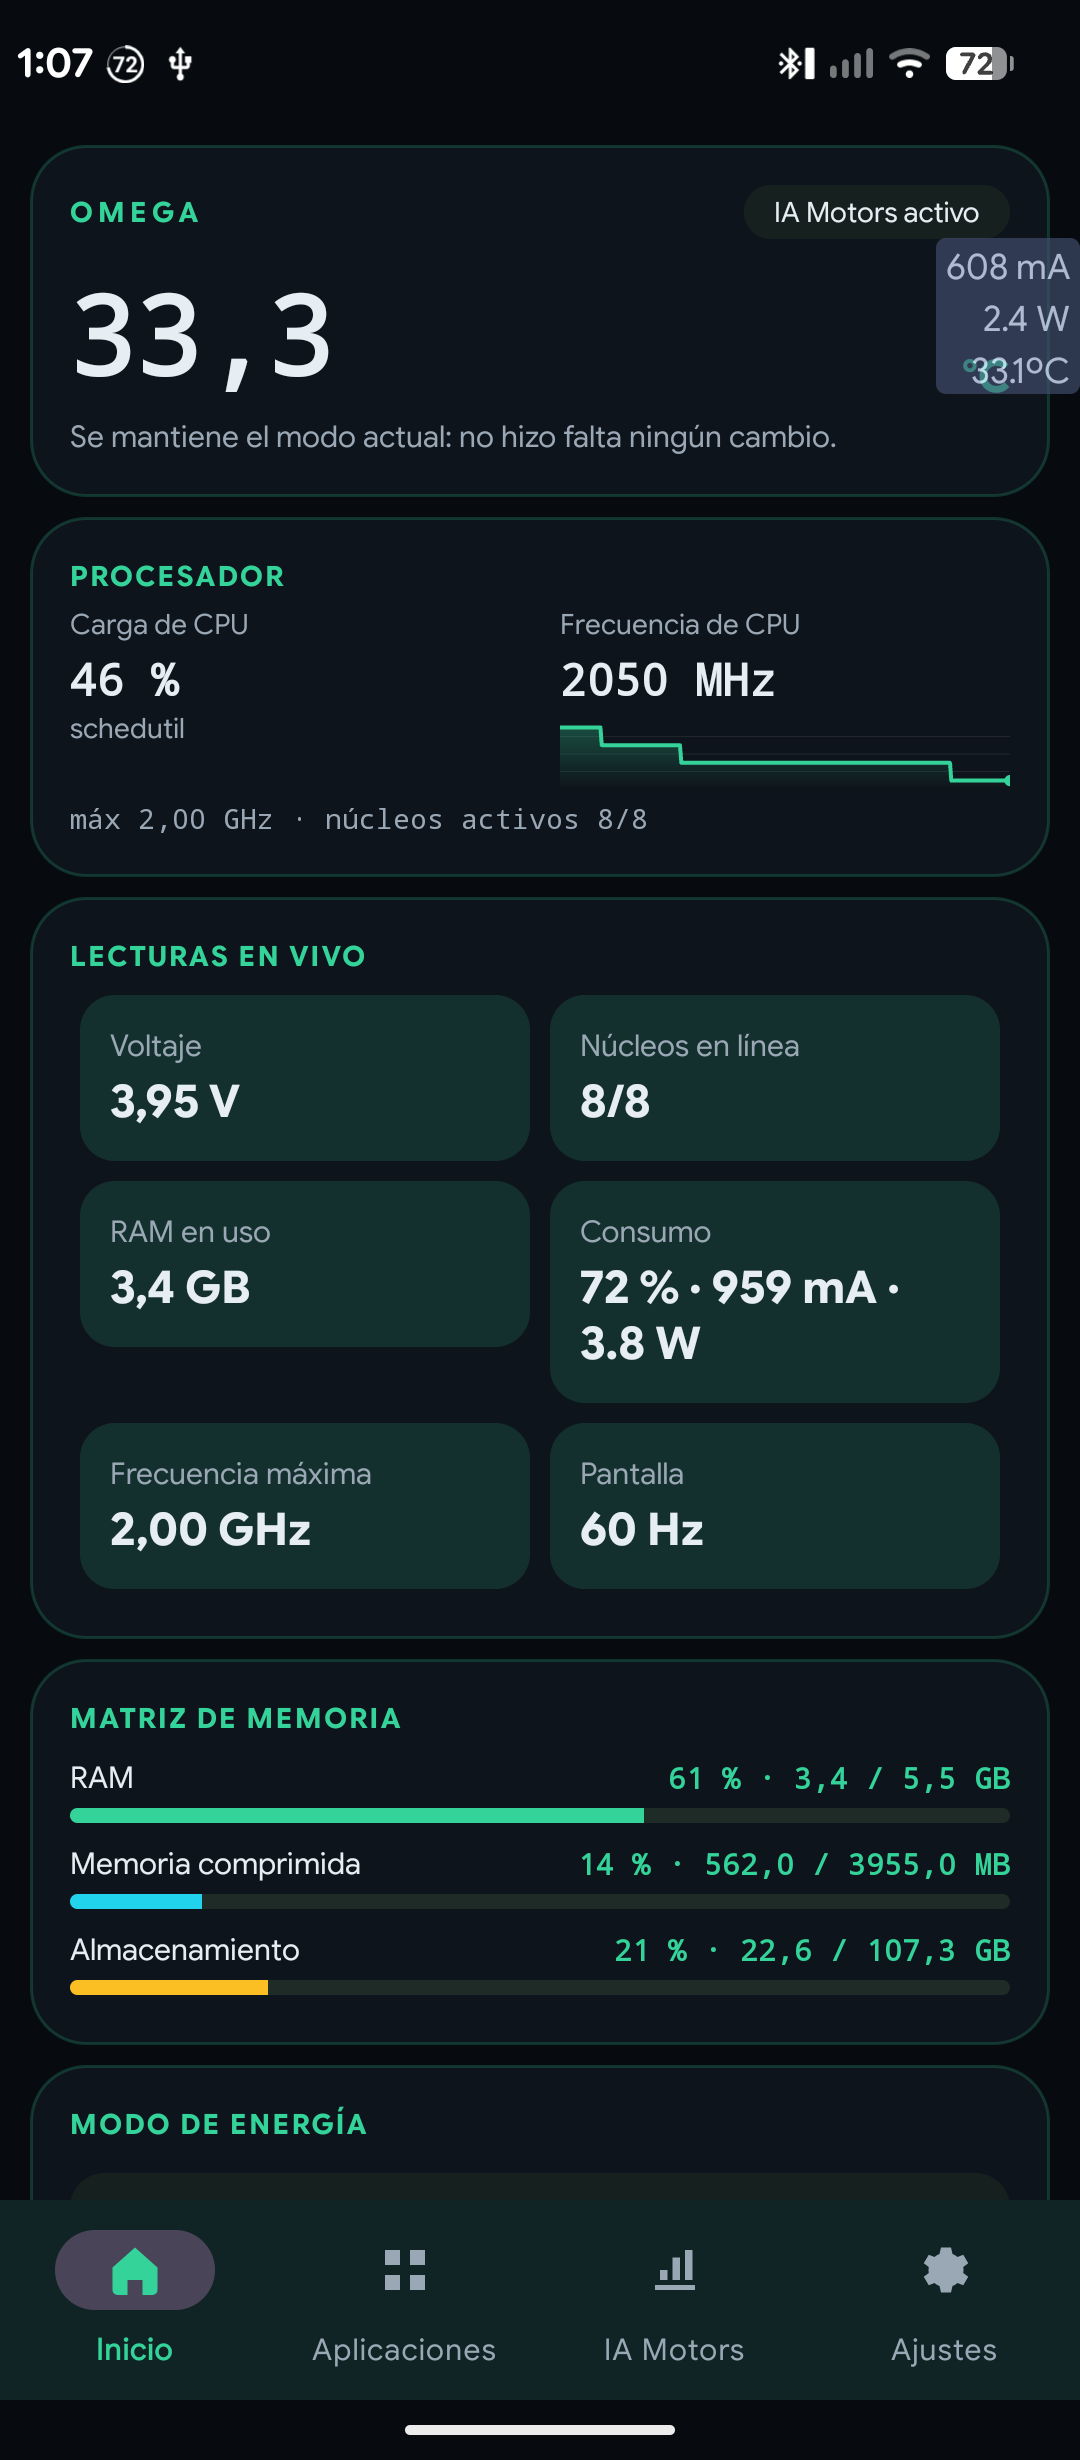 1:07 72 72
OMEGA
IA Motors activo
608 mA
2.4 W
33,3
33.1°C
°C
Se mantiene el modo actual: no hizo falta ningún cambio.
PROCESADOR
Carga de CPU
46 %
schedutil
Frecuencia de CPU
2050 MHz
máx 2,00 GHz · núcleos activos 8/8
LECTURAS EN VIVO
Voltaje
3,95 V
Núcleos en línea
8/8
RAM en uso
3,4 GB
Consumo
72 % · 959 mA ·
3.8 W
Frecuencia máxima
2,00 GHz
Pantalla
60 Hz
MATRIZ DE MEMORIA
RAM 61 % · 3,4 / 5,5 GB
Memoria comprimida 14 % · 562,0 / 3955,0 MB
Almacenamiento 21 % · 22,6 / 107,3 GB
MODO DE ENERGÍA
Inicio Aplicaciones IA Motors Ajustes